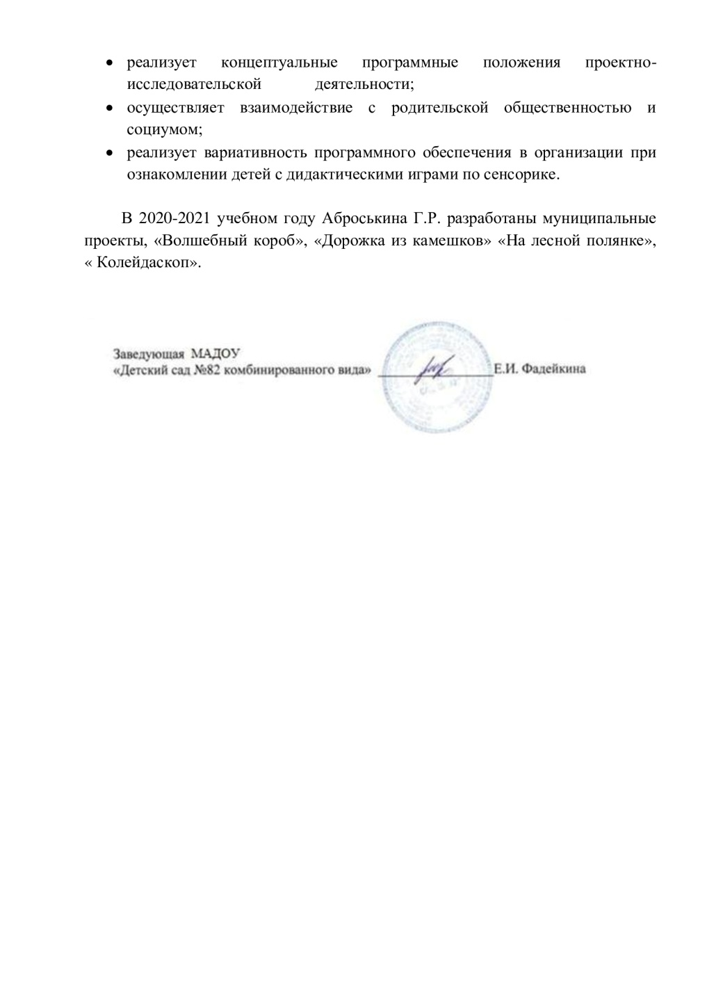 • реализует концептуальные программные положения проектно-
исследовательской деятельности;
• осуществляет взаимодействие с родительской общественностью и
социумом;
• реализует вариативность программного обеспечения в организации при
ознакомлении детей с дидактическими играми по сенсорике.
В 2020-2021 учебном году Аброськина Г.Р. разработаны муниципальные
проекты, «Волшебный короб», «Дорожка из камешков» «На лесной полянке»,
« Колейдаскоп».
Заведующая МАДОУ
«Детский сад №82 комбинированного вида» Е.И. Фадейкина